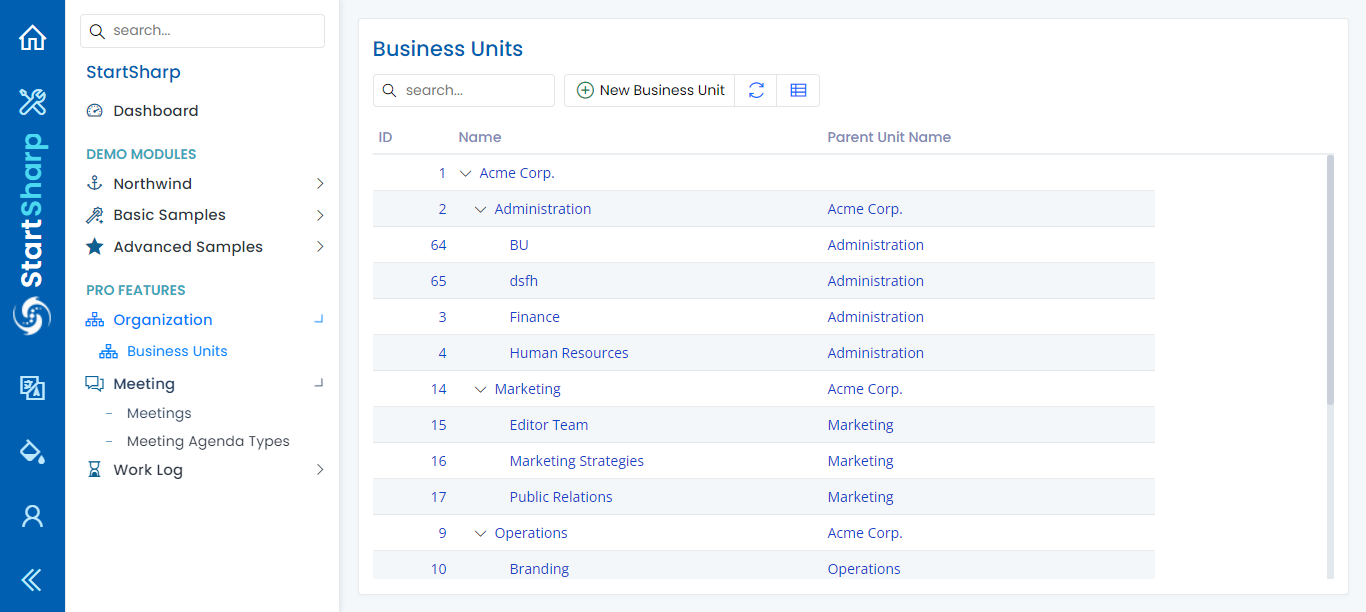 StartSharp
search...
StartSharp
Dashboard
DEMO MODULES
Northwind
Basic Samples
Advanced Samples
PRO FEATURES
Organization
Business Units
Meeting
Meetings
Meeting Agenda Types
Work Log
Business Units
search...
New Business Unit
ID Name Parent Unit Name
1 Acme Corp.
2 Administration Acme Corp.
64 BU Administration
65 dsfh Administration
3 Finance Administration
4 Human Resources Administration
14 Marketing Acme Corp.
15 Editor Team Marketing
16 Marketing Strategies Marketing
17 Public Relations Marketing
9 Operations Acme Corp.
10 Branding Operations